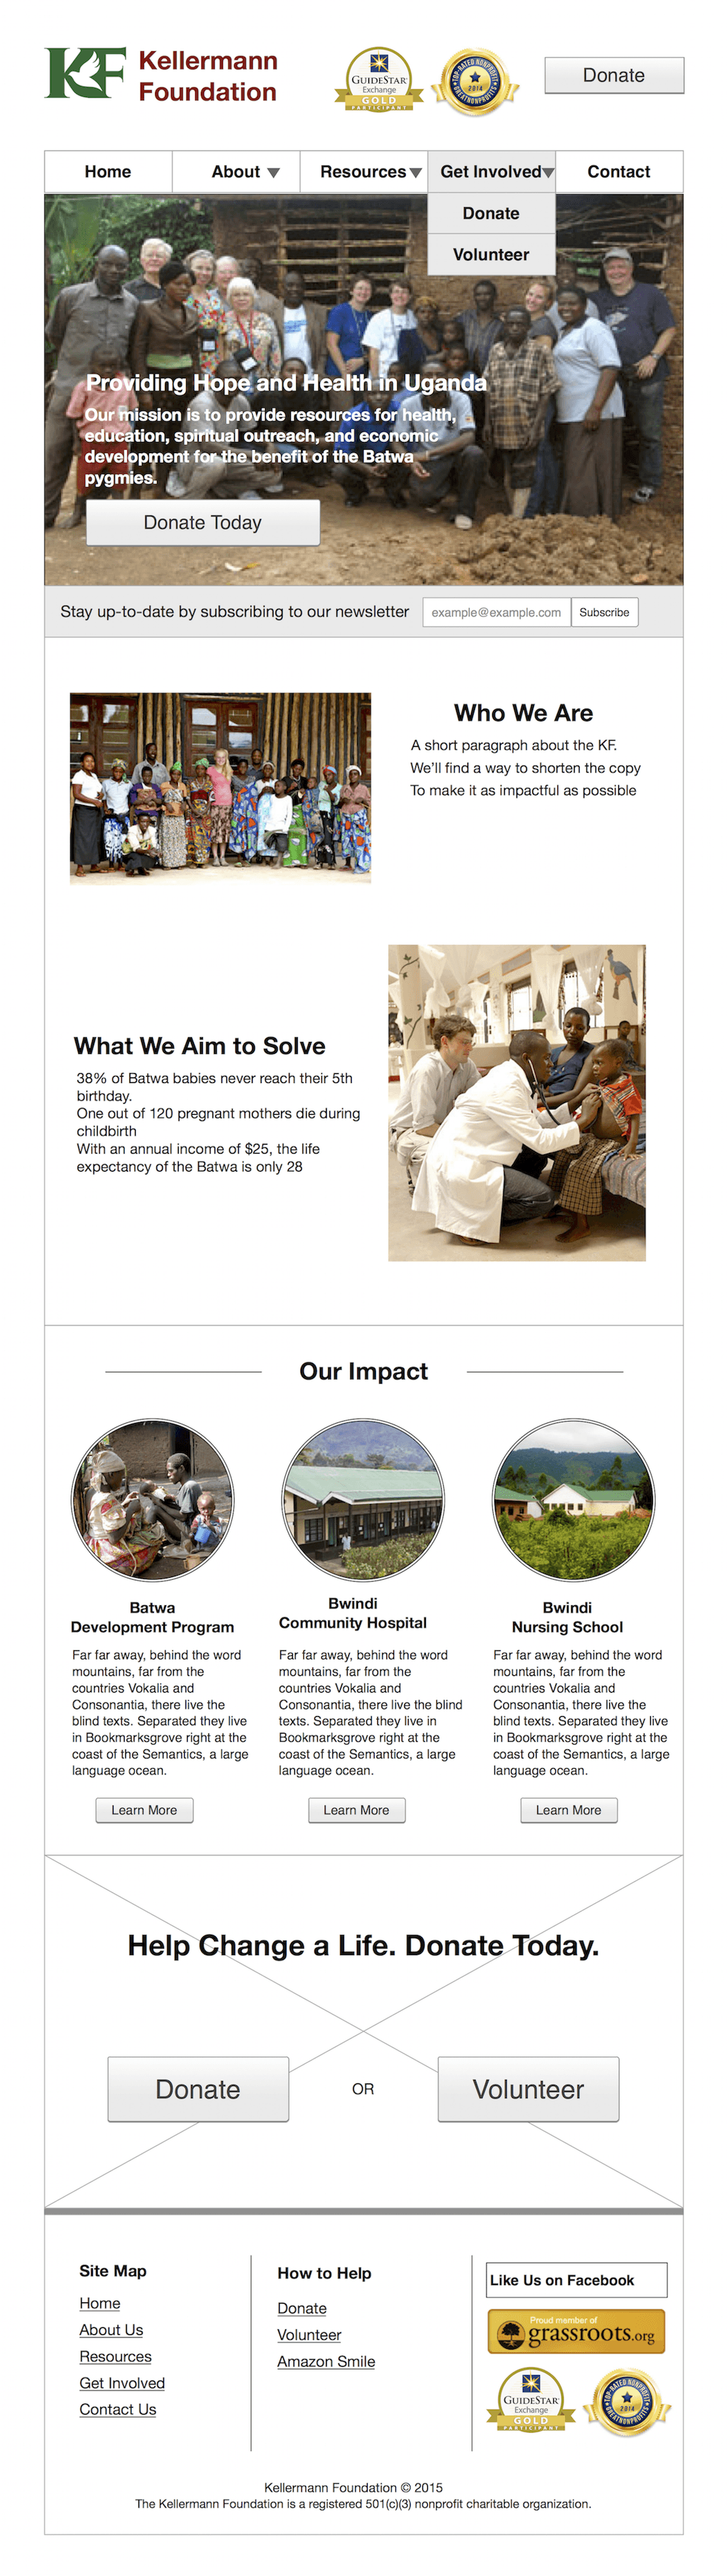 KF
Kellermann
Foundation
GUIDESTAR
Exchange
GOLD
PARTICIPANT
TOP-RATED NONPROFIT
2014
GREATNONPROFITS
Donate
Home
About
Resources
Get Involved
Contact
Donate
Volunteer
Providing Hope and Health in Uganda
Our mission is to provide resources for health,
education, spiritual outreach, and economic
development for the benefit of the Batwa
pygmies.
Donate Today
Stay up-to-date by subscribing to our newsletter
example@example.com
Subscribe
Who We Are
A short paragraph about the KF.
We'll find a way to shorten the copy
To make it as impactful as possible
What We Aim to Solve
38% of Batwa babies never reach their 5th
birthday.
One out of 120 pregnant mothers die during
childbirth
With an annual income of $25, the life
expectancy of the Batwa is only 28
Our Impact
Batwa
Development Program
Far far away, behind the word
mountains, far from the
countries Vokalia and
Consonantia, there live the
blind texts. Separated they live
in Bookmarksgrove right at the
coast of the Semantics, a large
language ocean.
Learn More
Bwindi
Community Hospital
Far far away, behind the word
mountains, far from the
countries Vokalia and
Consonantia, there live the blind
texts. Separated they live in
Bookmarksgrove right at the
coast of the Semantics, a large
language ocean.
Learn More
Bwindi
Nursing School
Far far away, behind the word
mountains, far from the
countries Vokalia and
Consonantia, there live the
blind texts. Separated they live
in Bookmarksgrove right at the
coast of the Semantics, a large
language ocean.
Learn More
Help Change a Life. Donate Today.
Donate
OR
Volunteer
Site Map
Home
About Us
Resources
Get Involved
Contact Us
How to Help
Donate
Volunteer
Amazon Smile
Like Us on Facebook
Proud member of
grassroots.org
GUIDESTAR
Exchange
GOLD
PARTICIPANT
TOP-RATED NONPROFIT
2014
GREATNONPROFITS
Kellermann Foundation © 2015
The Kellermann Foundation is a registered 501(c)(3) nonprofit charitable organization.